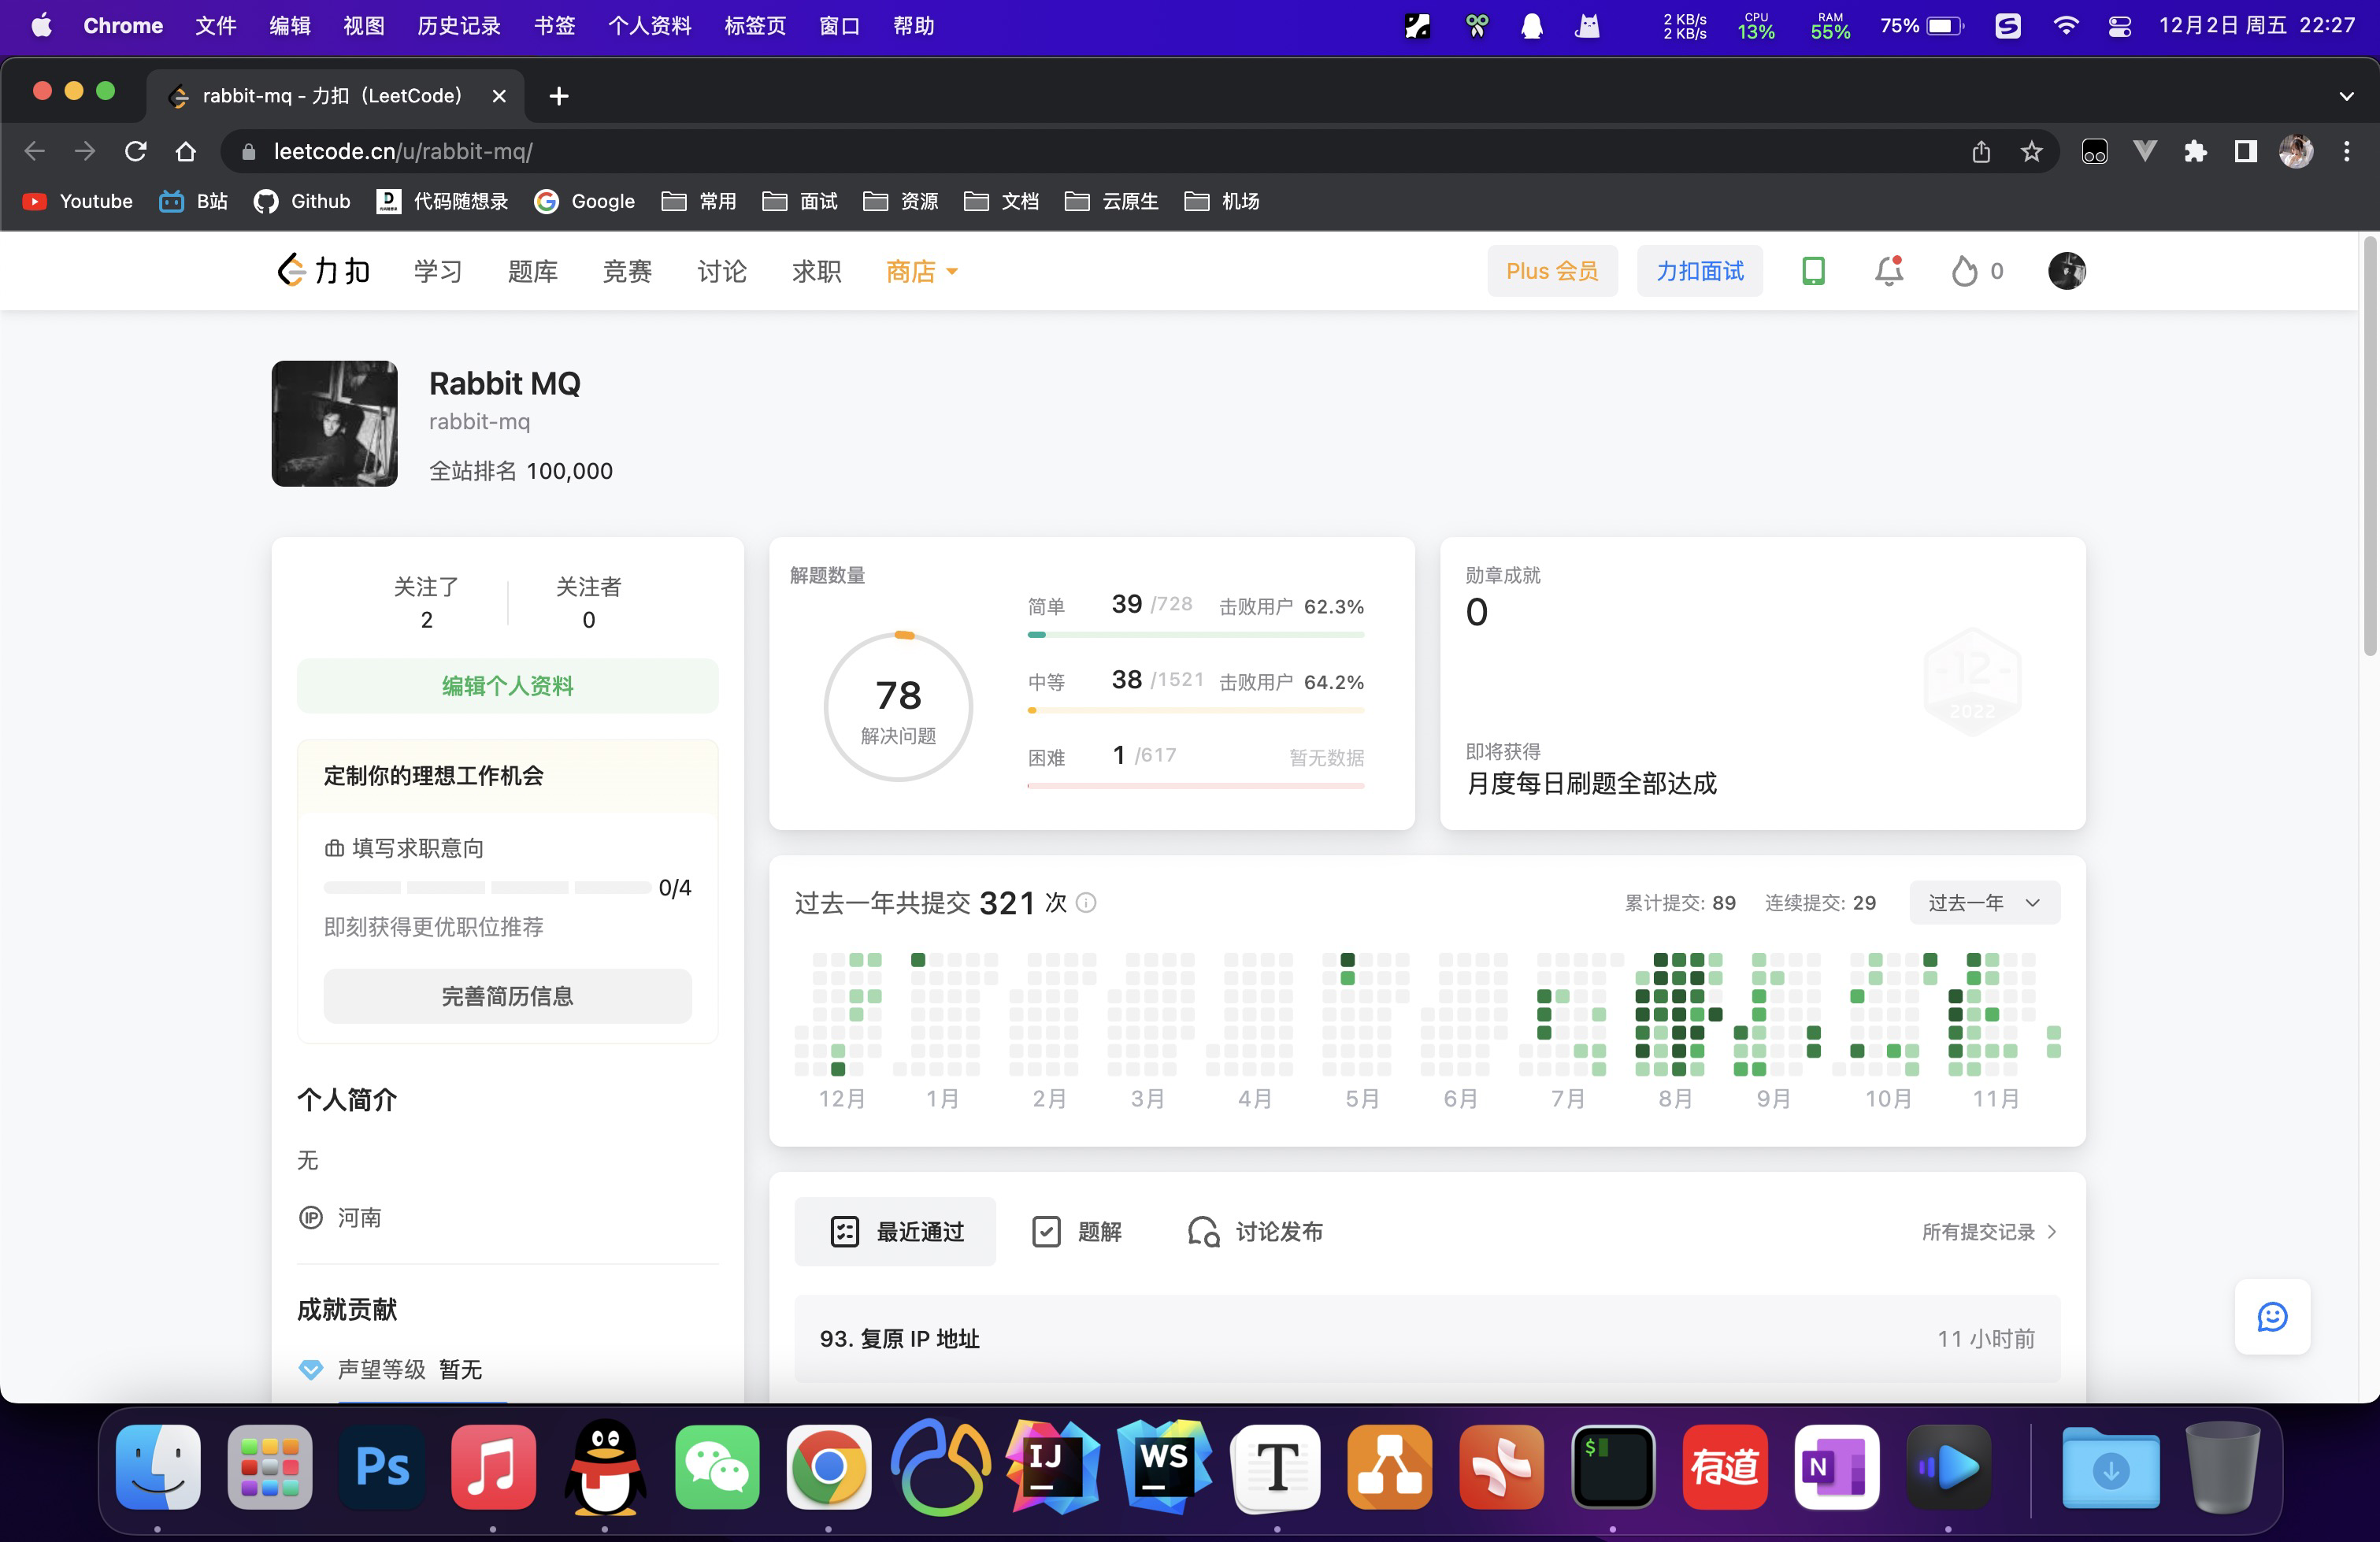 Chrome 文件 编辑 视图 历史记录 书签 个人资料 标签页 窗口 帮助
2 KB/s
2 KB/s
CPU
13%
RAM
55%
75%
12月2日 周五 22:27
rabbit-mq - 力扣（LeetCode）
leetcode.cn/u/rabbit-mq/
Youtube B站 Github 代码随想录 Google 常用 面试 资源 文档 云原生 机场
力扣 学习 题库 竞赛 讨论 求职 商店 Plus 会员 力扣面试 0
Rabbit MQ
rabbit-mq
全站排名 100,000
关注了
2
关注者
0
编辑个人资料
定制你的理想工作机会
填写求职意向
0/4
即刻获得更优职位推荐
完善简历信息
个人简介
无
IP 河南
成就贡献
声望等级 暂无
解题数量
78
解决问题
简单 39 /728 击败用户 62.3%
中等 38 /1521 击败用户 64.2%
困难 1 /617 暂无数据
勋章成就
0
12
2022
即将获得
月度每日刷题全部达成
过去一年共提交 321 次 累计提交: 89 连续提交: 29 过去一年
12月 1月 2月 3月 4月 5月 6月 7月 8月 9月 10月 11月
最近通过 题解 讨论发布 所有提交记录
93. 复原 IP 地址 11 小时前
Ps IJ WS T $ 有道 N